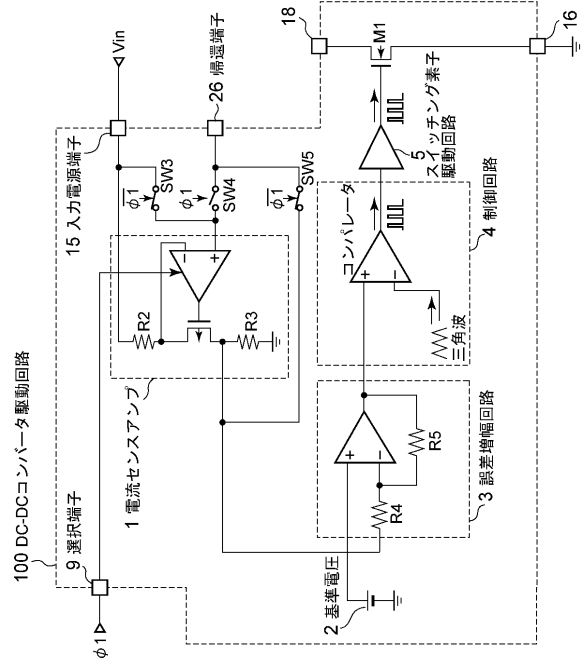 100 DC-DCコンバータ駆動回路
9 選択端子
φ1
15 入力電源端子
Vin
26 帰還端子
18
16
φ1
SW3
φ1
SW4
φ1
SW5
1 電流センスアンプ
R2
R3
−
+
M1
5
スイッチング素子
駆動回路
コンパレータ
+
−
三角波
4 制御回路
+
−
R4
R5
3 誤差増幅回路
2 基準電圧